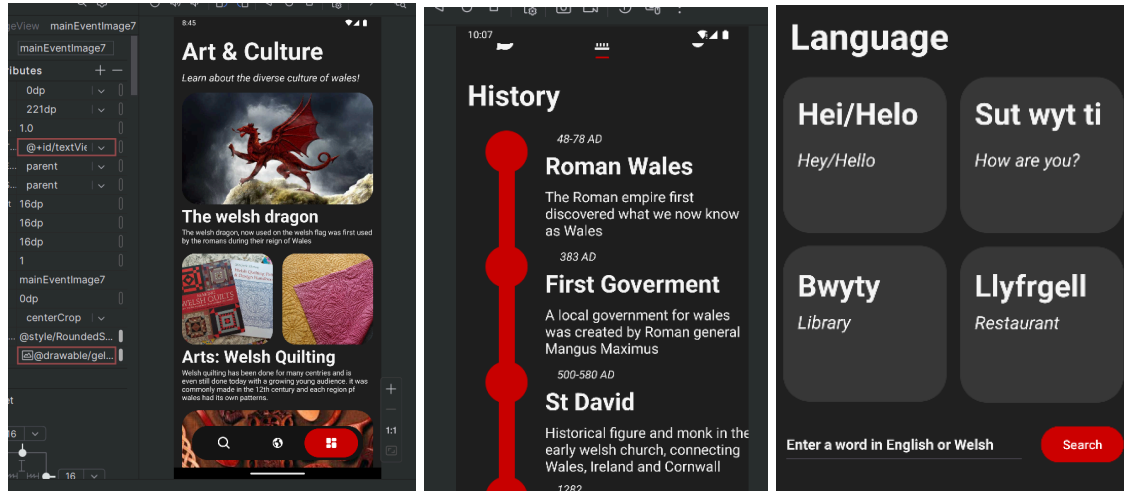 geView
mainEventImage7
mainEventImage7
ributes
0dp
221dp
1.0
@+id/textVie
parent
parent
16dp
16dp
16dp
1
mainEventImage7
0dp
centerCrop
@style/RoundedS...
@drawable/gel...
et
16
16
8:45
Art & Culture
Learn about the diverse culture of wales!
The welsh dragon
The welsh dragon, now used on the welsh flag was first used
by the romans during their reign of Wales
WELSH QUILTS
Arts: Welsh Quilting
Welsh quilting has been done for many centries and is
even still done today with a growing young audience. it was
commonly made in the 12th century and each region pf
wales had its own patterns.
1:1
10:07
History
48-78 AD
Roman Wales
The Roman empire first
discovered what we now know
as Wales
383 AD
First Goverment
A local government for wales
was created by Roman general
Mangus Maximus
500-580 AD
St David
Historical figure and monk in the
early welsh church, connecting
Wales, Ireland and Cornwall
1282
Language
Hei/Helo
Hey/Hello
Sut wyt ti
How are you?
Bwyty
Library
Llyfrgell
Restaurant
Enter a word in English or Welsh
Search